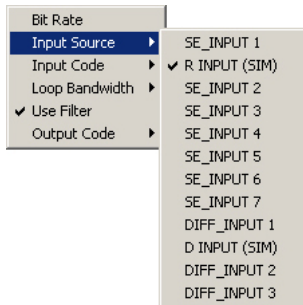 Bit Rate
Input Source
Input Code
Loop Bandwidth
Use Filter
Output Code
SE_INPUT 1
R INPUT (SIM)
SE_INPUT 2
SE_INPUT 3
SE_INPUT 4
SE_INPUT 5
SE_INPUT 6
SE_INPUT 7
DIFF_INPUT 1
D INPUT (SIM)
DIFF_INPUT 2
DIFF_INPUT 3